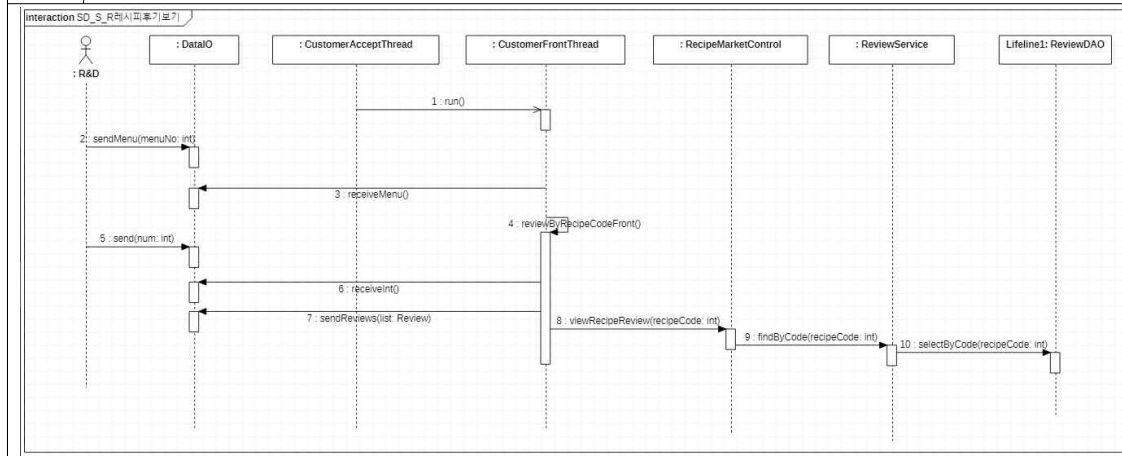 interaction SD_S_R레시피후기보기
: R&D
: DataIO
: CustomerAcceptThread
: CustomerFrontThread
: RecipeMarketControl
: ReviewService
Lifeline1: ReviewDAO
1 : run()
2 : sendMenu(menuNo: int)
3 : receiveMenu()
4 : reviewByRecipeCodeFront()
5 : send(num: int)
6 : receiveInt()
7 : sendReviews(list: Review)
8 : viewRecipeReview(recipeCode: int)
9 : findByCode(recipeCode: int)
10 : selectByCode(recipeCode: int)